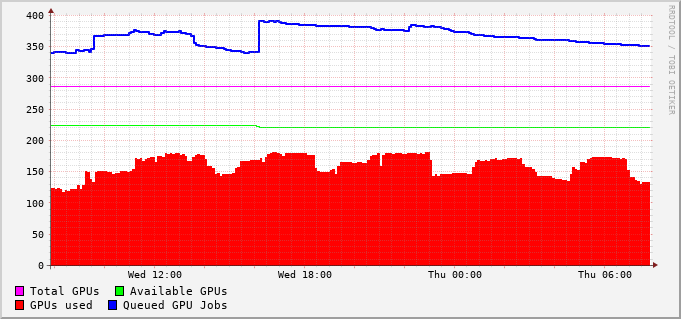 400
350
300
250
200
150
100
50
0
Wed 12:00 Wed 18:00 Thu 00:00 Thu 06:00
Total GPUs Available GPUs
GPUs used Queued GPU Jobs
RRDTOOL / TOBI OETIKER